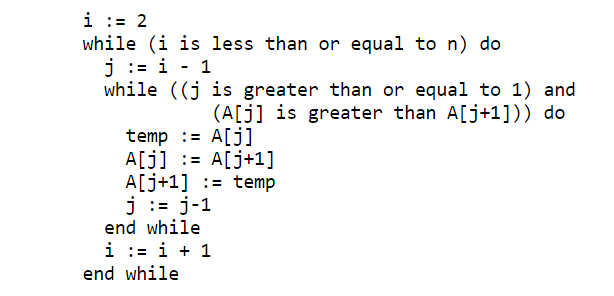 i := 2
while (i is less than or equal to n) do
  j := i - 1
  while ((j is greater than or equal to 1) and
            (A[j] is greater than A[j+1])) do
    temp := A[j]
    A[j] := A[j+1]
    A[j+1] := temp
    j := j-1
  end while
  i := i + 1
end while